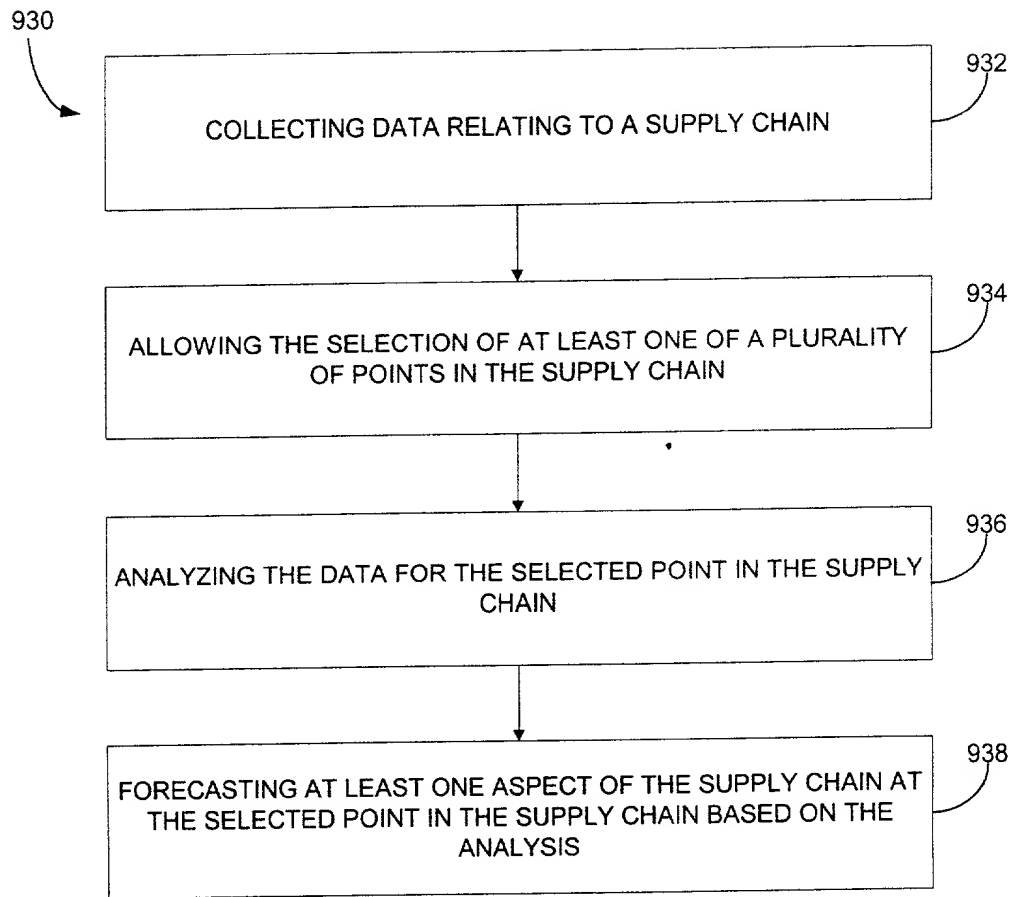 930
932
COLLECTING DATA RELATING TO A SUPPLY CHAIN
934
ALLOWING THE SELECTION OF AT LEAST ONE OF A PLURALITY
OF POINTS IN THE SUPPLY CHAIN
936
ANALYZING THE DATA FOR THE SELECTED POINT IN THE SUPPLY
CHAIN
938
FORECASTING AT LEAST ONE ASPECT OF THE SUPPLY CHAIN AT
THE SELECTED POINT IN THE SUPPLY CHAIN BASED ON THE
ANALYSIS